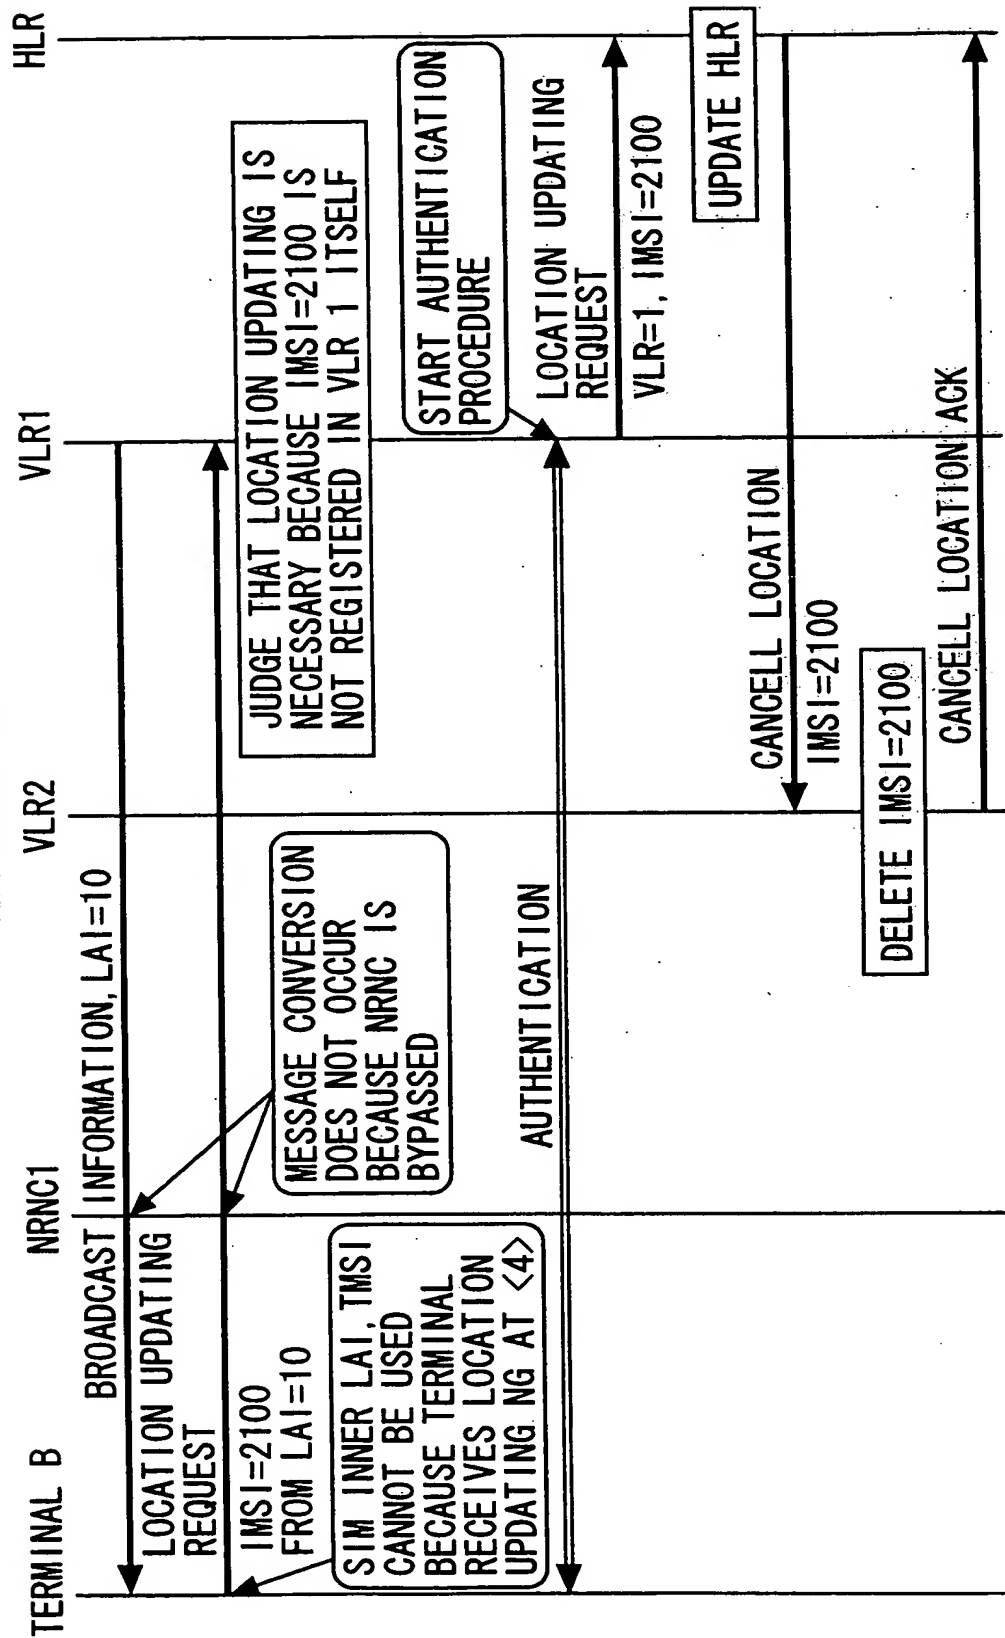 TERMINAL B
NRNC1
VLR2
VLR1
HLR
BROADCAST INFORMATION, LAI=10
LOCATION UPDATING
REQUEST
IMSI=2100
FROM LAI=10
MESSAGE CONVERSION
DOES NOT OCCUR
BECAUSE NRNC IS
BYPASSED
JUDGE THAT LOCATION UPDATING IS
NECESSARY BECAUSE IMSI=2100 IS
NOT REGISTERED IN VLR 1 ITSELF
SIM INNER LAI, TMSI
CANNOT BE USED
BECAUSE TERMINAL
RECEIVES LOCATION
UPDATING NG AT <4>
START AUTHENTICATION
PROCEDURE
AUTHENTICATION
LOCATION UPDATING
REQUEST
VLR=1, IMSI=2100
UPDATE HLR
CANCELL LOCATION
IMSI=2100
DELETE IMSI=2100
CANCELL LOCATION ACK